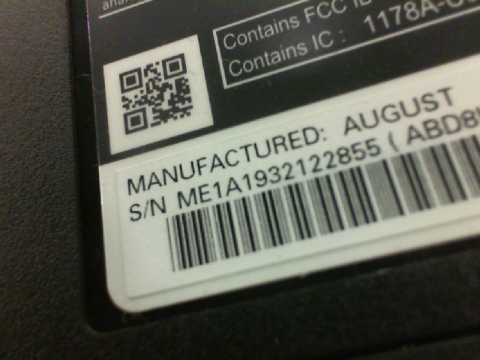 Contains FCC ID
Contains IC : 1178A-C
MANUFACTURED: AUGUST
S/N ME1A1932122855 ( ABD8